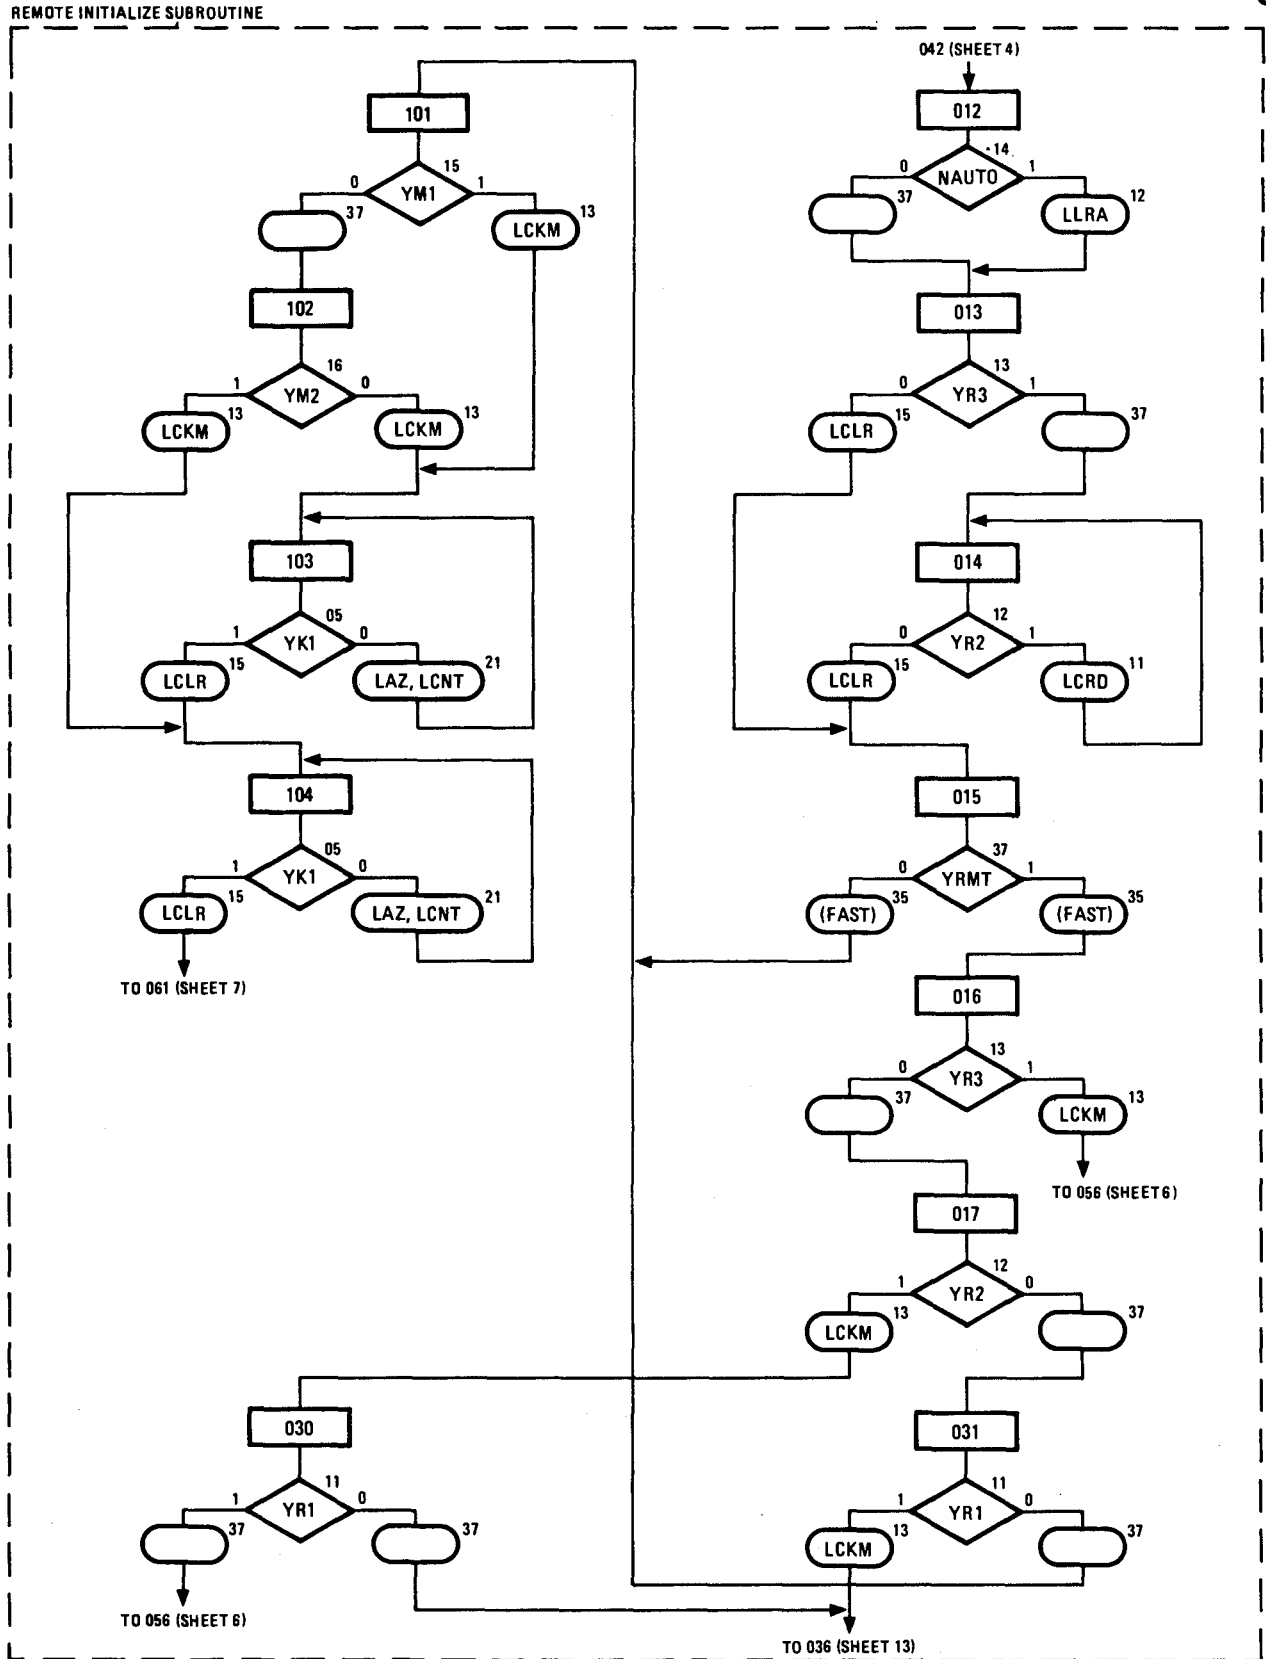 REMOTE INITIALIZE SUBROUTINE
101
15
0 YM1 1
37
LCKM 13
102
16
1 YM2 0
LCKM 13
LCKM 13
103
05
1 YK1 0
LCLR 15
LAZ, LCNT 21
104
05
1 YK1 0
LCLR 15
LAZ, LCNT 21
TO 061 (SHEET 7)
042 (SHEET 4)
012
14
0 NAUTO 1
37
LLRA 12
013
13
0 YR3 1
LCLR 15
37
014
12
0 YR2 1
LCLR 15
LCRD 11
015
37
0 YRMT 1
(FAST) 35
(FAST) 35
016
13
0 YR3 1
37
LCKM 13
TO 056 (SHEET 6)
017
12
1 YR2 0
LCKM 13
37
030
11
1 YR1 0
37
37
TO 056 (SHEET 6)
031
11
1 YR1 0
LCKM 13
37
TO 036 (SHEET 13)